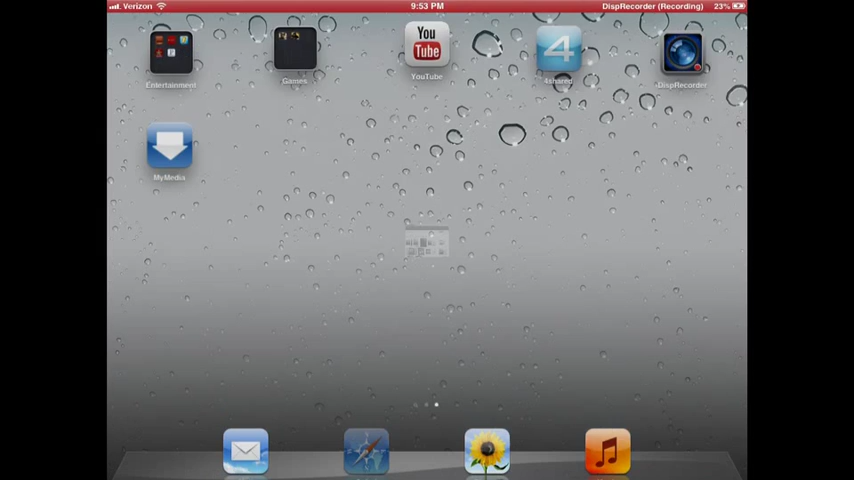 Verizon 9:53 PM DispRecorder (Recording) 23%
You
Tube
4
Entertainment Games YouTube 4shared DispRecorder
MyMedia